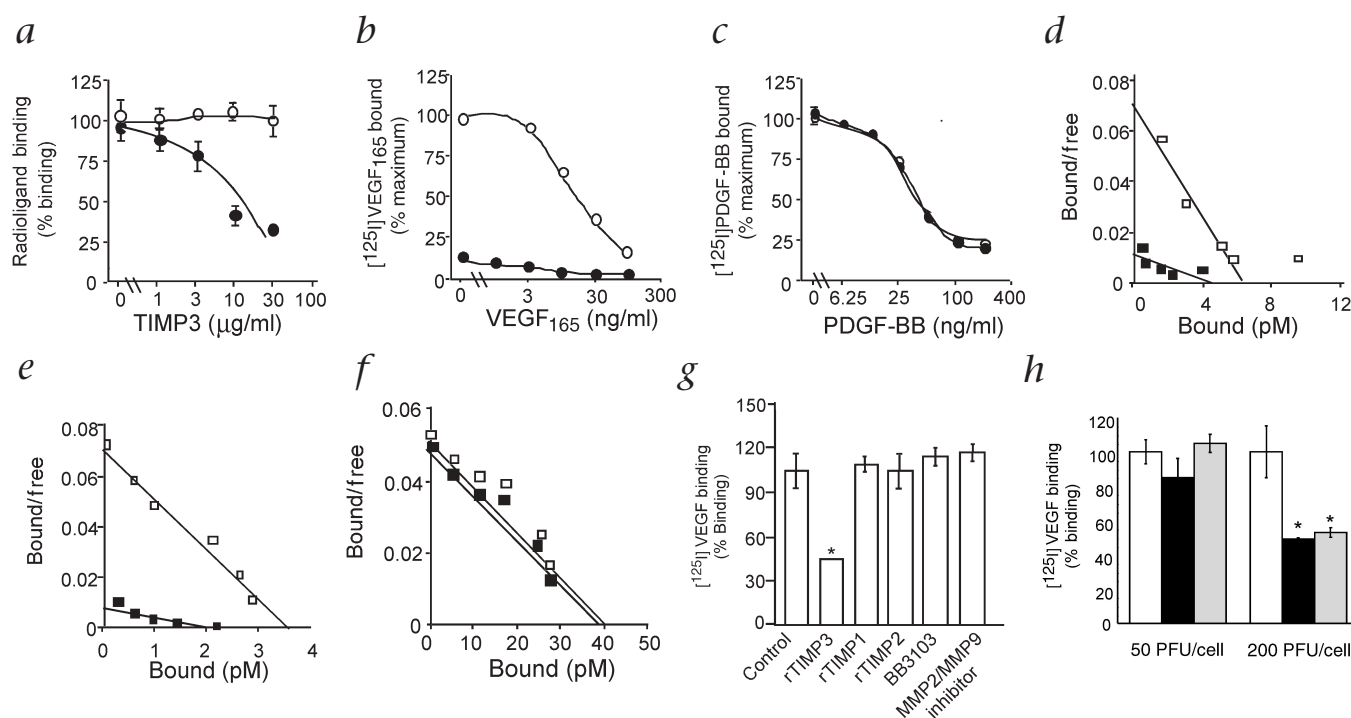 a
Radioligand binding
(% binding)
125
100
75
50
25
0
0 1 3 10 30 100
TIMP3 (μg/ml)
b
[125I]VEGF165 bound
(% maximum)
125
100
75
50
25
0
0 3 30 300
VEGF165 (ng/ml)
c
[125I]PDGF-BB bound
(% maximum)
125
100
75
50
25
0
0 6.25 25 100 400
PDGF-BB (ng/ml)
d
Bound/free
0.08
0.06
0.04
0.02
0
0 4 8 12
Bound (pM)
e
Bound/free
0.08
0.06
0.04
0.02
0
0 1 2 3 4
Bound (pM)
f
Bound/free
0.06
0.04
0.02
0
0 10 20 30 40 50
Bound (pM)
g
[125I] VEGF binding
(% Binding)
150
120
90
60
30
0
*
Control
rTIMP3
rTIMP1
rTIMP2
BB3103
MMP2/MMP9
inhibitor
h
[125I] VEGF binding
(% binding)
120
100
80
60
40
20
0
* *
50 PFU/cell 200 PFU/cell